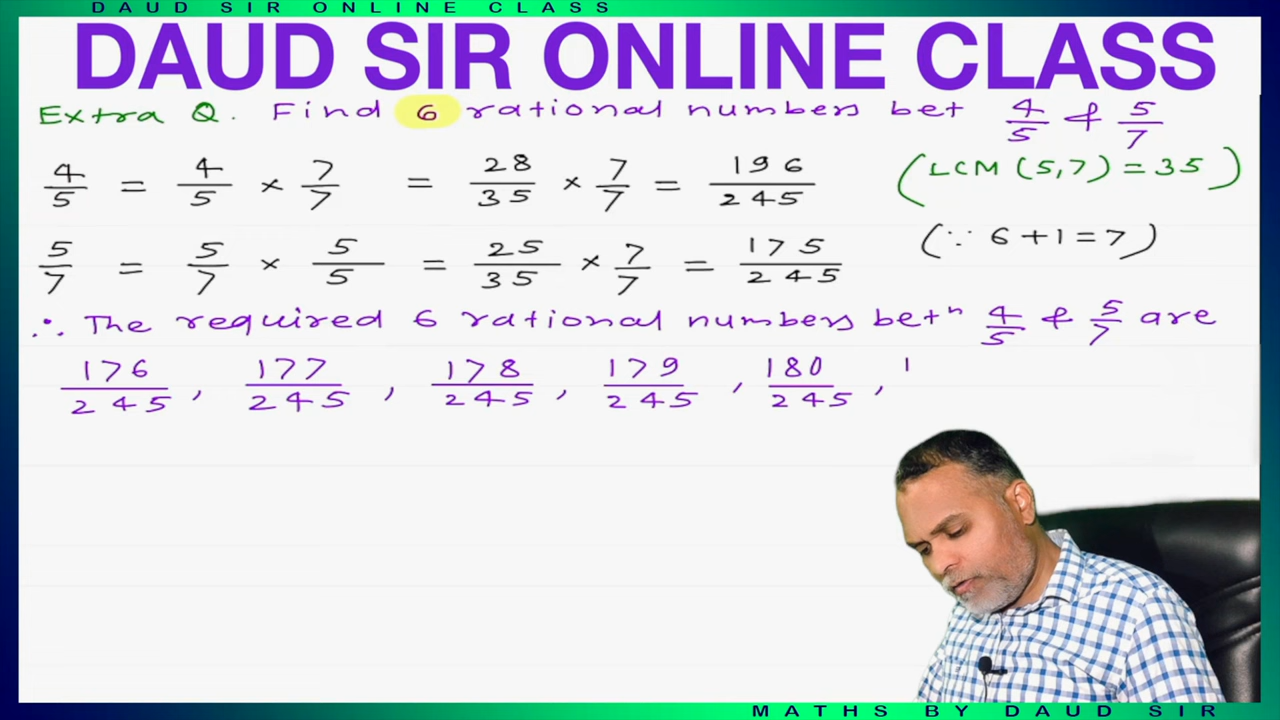 DAUD SIR ONLINE CLASS
DAUD SIR ONLINE CLASS
Extra Q. Find 6 rational numbers bet 4/5 & 5/7
4/5 = 4/5 × 7/7 = 28/35 × 7/7 = 196/245 (LCM (5,7) = 35)
5/7 = 5/7 × 5/5 = 25/35 × 7/7 = 175/245 (∵ 6+1=7)
∴ The required 6 rational numbers betⁿ 4/5 & 5/7 are
176/245, 177/245, 178/245, 179/245, 180/245, 1
MATHS BY DAUD SIR